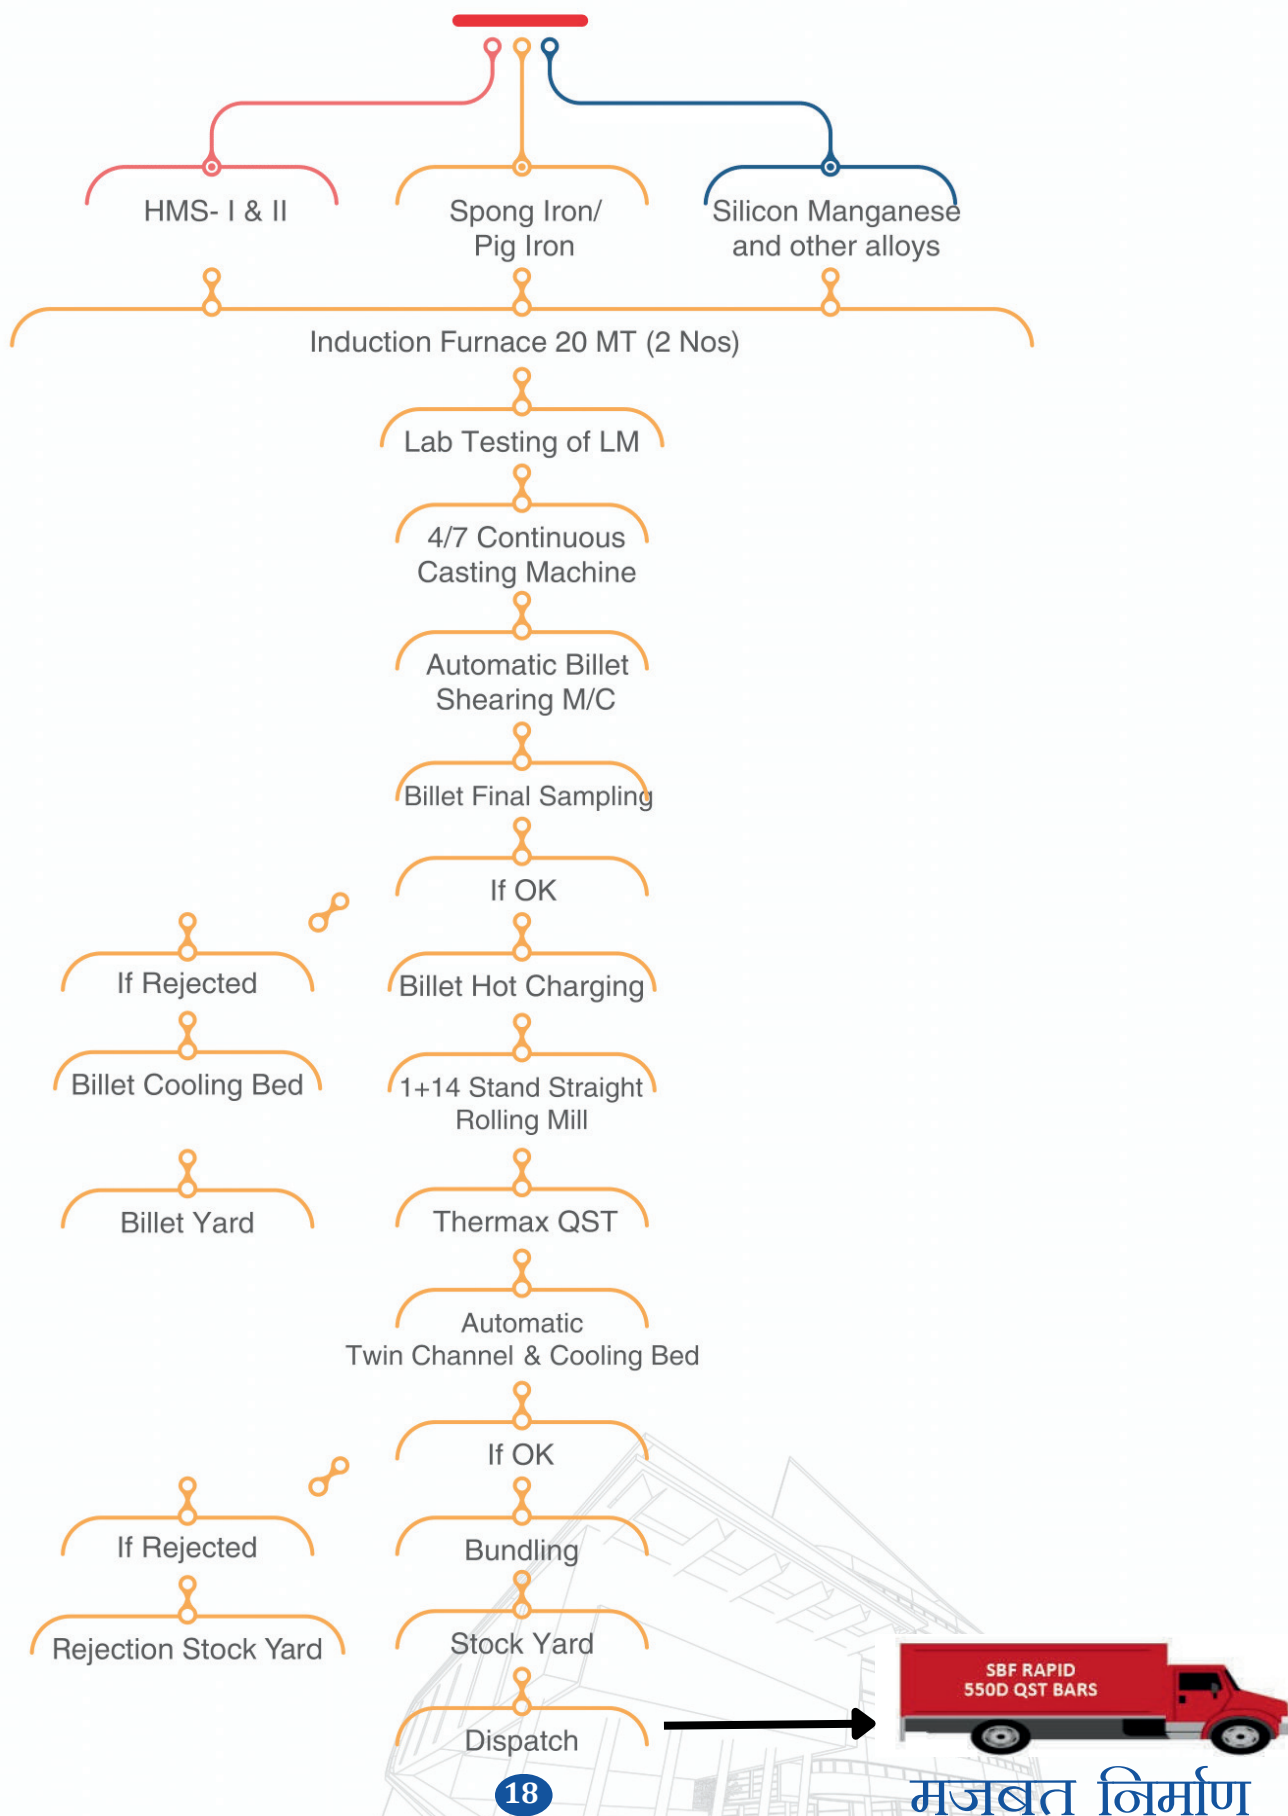 HMS- I & II
Spong Iron/
Pig Iron
Silicon Manganese
and other alloys
Induction Furnace 20 MT (2 Nos)
Lab Testing of LM
4/7 Continuous
Casting Machine
Automatic Billet
Shearing M/C
Billet Final Sampling
If OK
If Rejected
Billet Hot Charging
Billet Cooling Bed
1+14 Stand Straight
Rolling Mill
Billet Yard
Thermax QST
Automatic
Twin Channel & Cooling Bed
If OK
If Rejected
Bundling
Rejection Stock Yard
Stock Yard
SBF RAPID
550D QST BARS
Dispatch
18
मजबत निर्माण